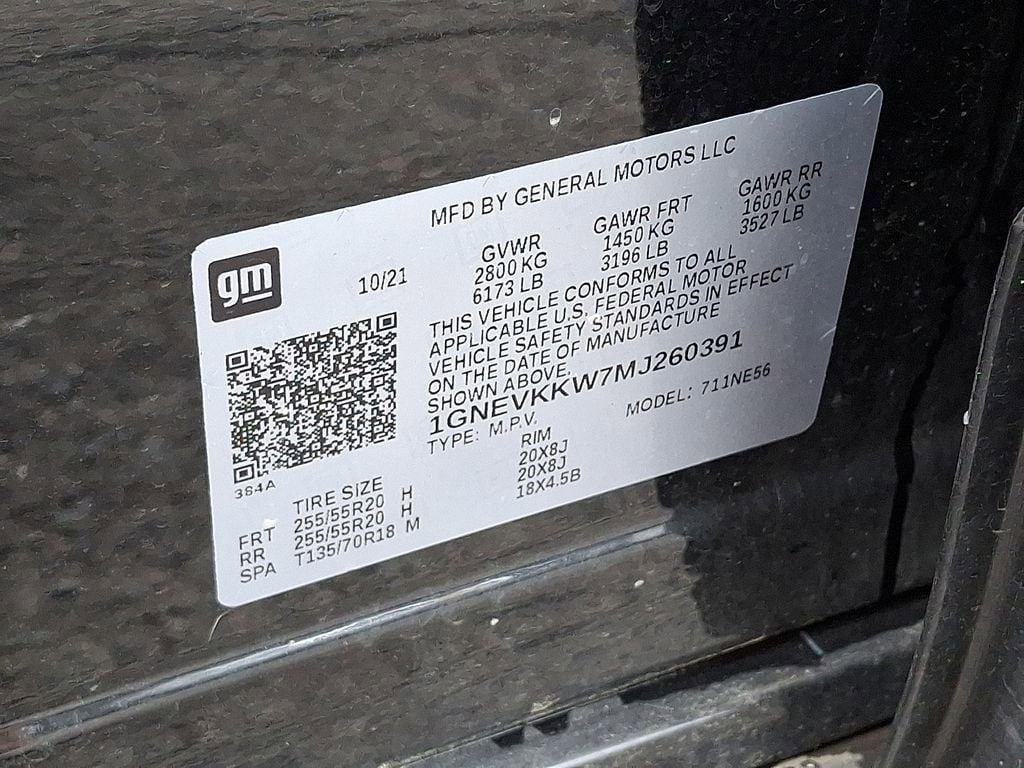 MFD BY GENERAL MOTORS LLC
gm
10/21
GVWR GAWR FRT GAWR RR
2800 KG 1450 KG 1600 KG
6173 LB 3196 LB 3527 LB
THIS VEHICLE CONFORMS TO ALL
APPLICABLE U.S. FEDERAL MOTOR
VEHICLE SAFETY STANDARDS IN EFFECT
ON THE DATE OF MANUFACTURE
SHOWN ABOVE.
1GNEVKKW7MJ260391
TYPE: M.P.V. MODEL: 711NE56
384A
TIRE SIZE RIM
FRT 255/55R20 H 20X8J
RR 255/55R20 H 20X8J
SPA T135/70R18 M 18X4.5B